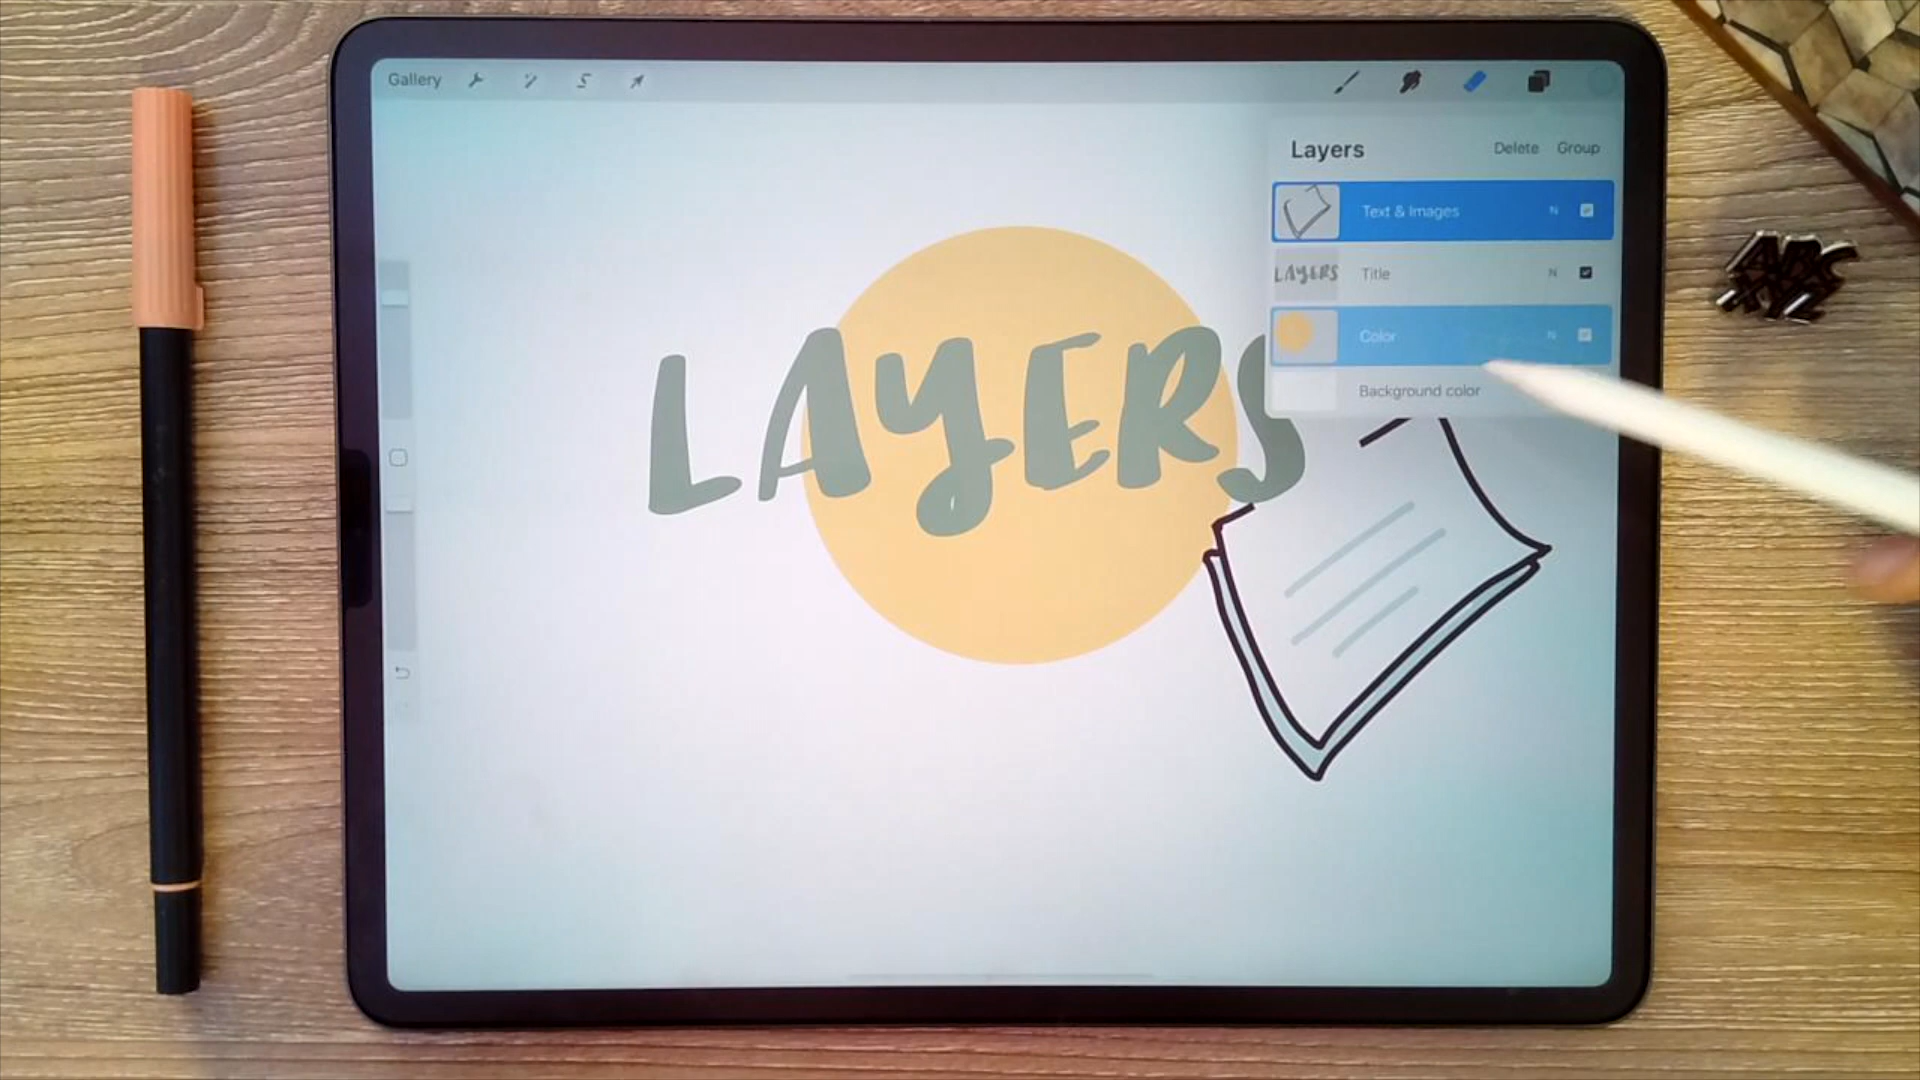 Gallery
Layers Delete Group
Text & Images N
LAYERS Title N
Color N
Background color
LAYERS